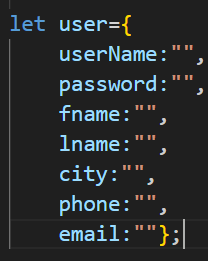 let user={
userName:"",
password:"",
fname:"",
lname:"",
city:"",
phone:"",
email:""};